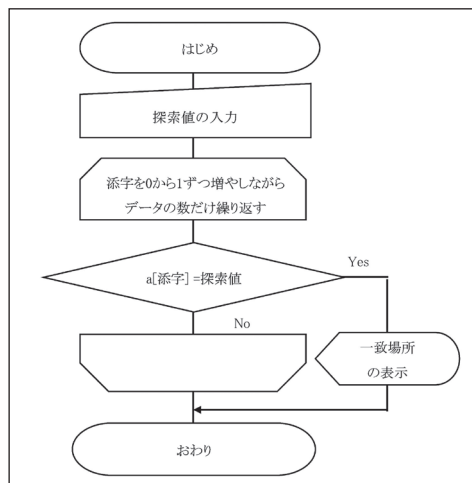 はじめ
探索値の入力
添字を0から1ずつ増やしながら
データの数だけ繰り返す
a[添字]=探索値
Yes
No
一致場所
の表示
おわり